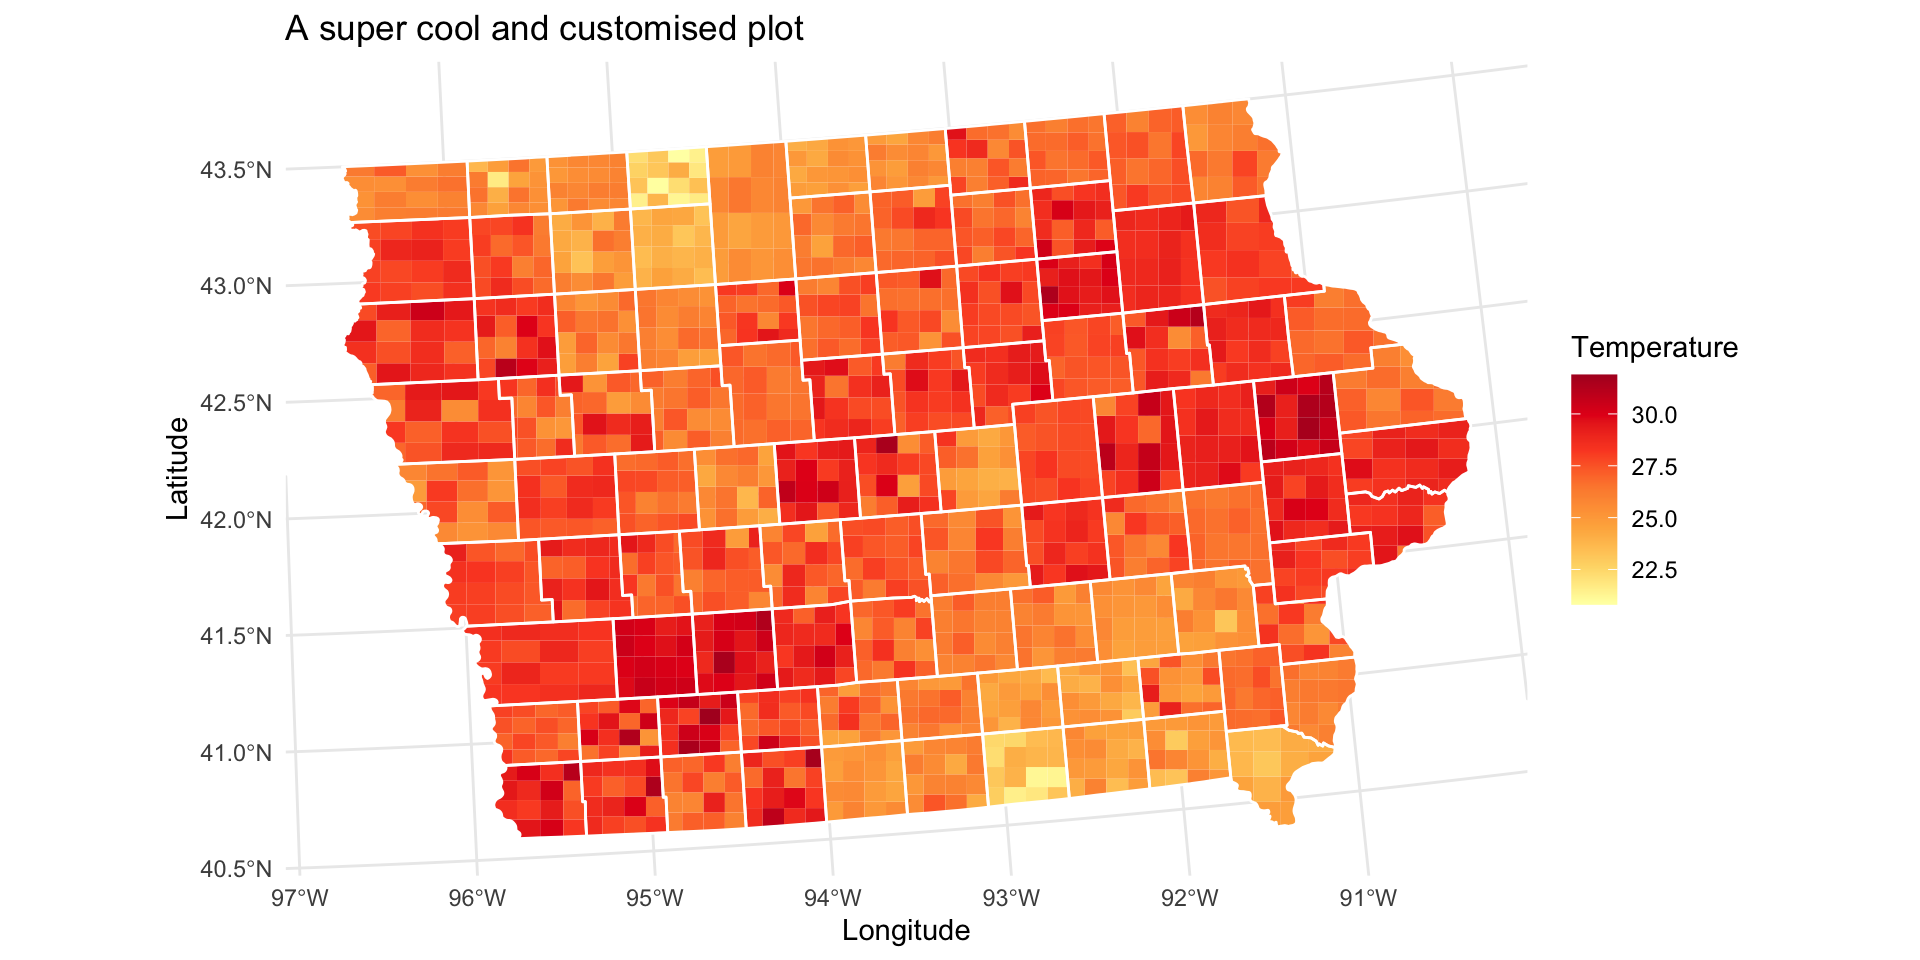 A super cool and customised plot
43.5°N
43.0°N
42.5°N
42.0°N
41.5°N
41.0°N
40.5°N
Latitude
97°W 96°W 95°W 94°W 93°W 92°W 91°W
Longitude
Temperature
30.0
27.5
25.0
22.5